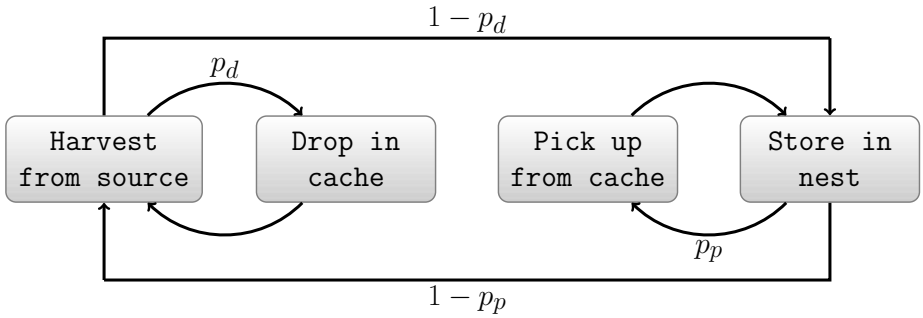 1 − p_d
p_d
Harvest
from source
Drop in
cache
Pick up
from cache
Store in
nest
p_p
1 − p_p